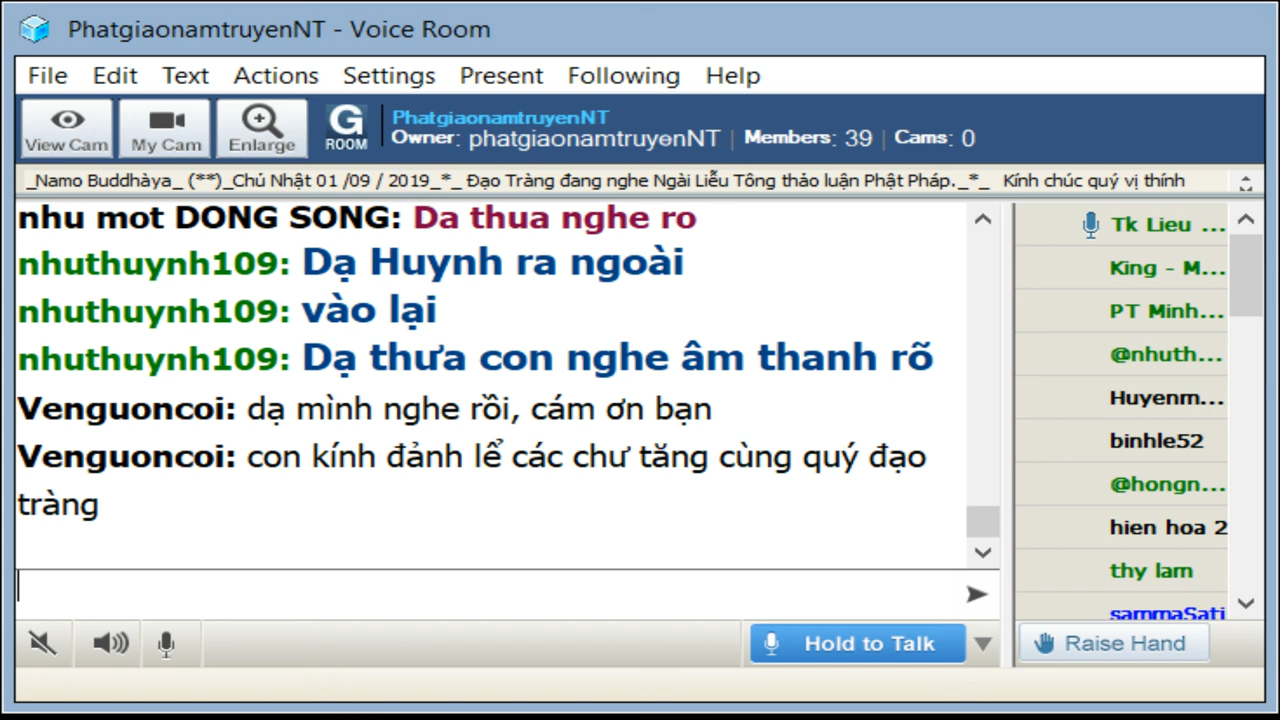 PhatgiaonamtruyenNT - Voice Room
File Edit Text Actions Settings Present Following Help
View Cam My Cam Enlarge
G
ROOM
PhatgiaonamtruyenNT
Owner: phatgiaonamtruyenNT | Members: 39 | Cams: 0
_Namo Buddhàya_ (**)_Chủ Nhật 01 /09 / 2019_*_ Đạo Tràng đang nghe Ngài Liễu Tông thảo luận Phật Pháp._*_ Kính chúc quý vị thính
nhu mot DONG SONG: Da thua nghe ro
nhuthuynh109: Dạ Huynh ra ngoài
nhuthuynh109: vào lại
nhuthuynh109: Dạ thưa con nghe âm thanh rõ
Venguoncoi: dạ mình nghe rồi, cám ơn bạn
Venguoncoi: con kính đảnh lể các chư tăng cùng quý đạo
tràng
Tk Lieu ...
King - M...
PT Minh...
@nhuth...
Huyenm...
binhle52
@hongn...
hien hoa 2
thy lam
sammaSati
Hold to Talk
Raise Hand